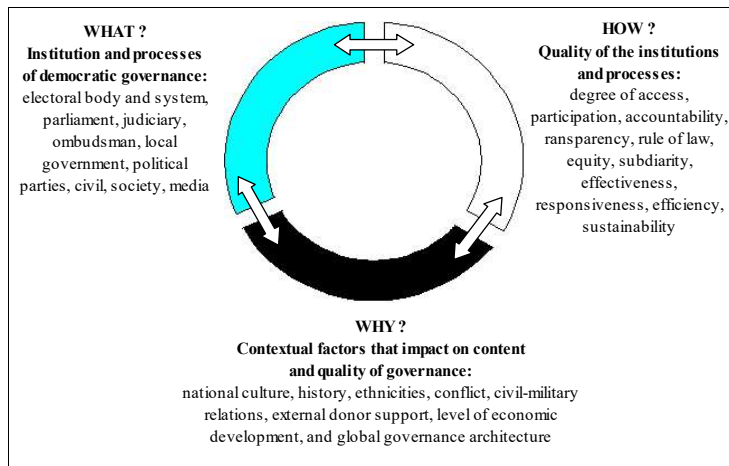 WHAT ?
Institution and processes
of democratic governance:
electoral body and system,
parliament, judiciary,
ombudsman, local
government, political
parties, civil, society, media
HOW ?
Quality of the institutions
and processes:
degree of access,
participation, accountability,
ransparency, rule of law,
equity, subdiarity,
effectiveness,
responsiveness, efficiency,
sustainability
WHY ?
Contextual factors that impact on content
and quality of governance:
national culture, history, ethnicities, conflict, civil-military
relations, external donor support, level of economic
development, and global governance architecture